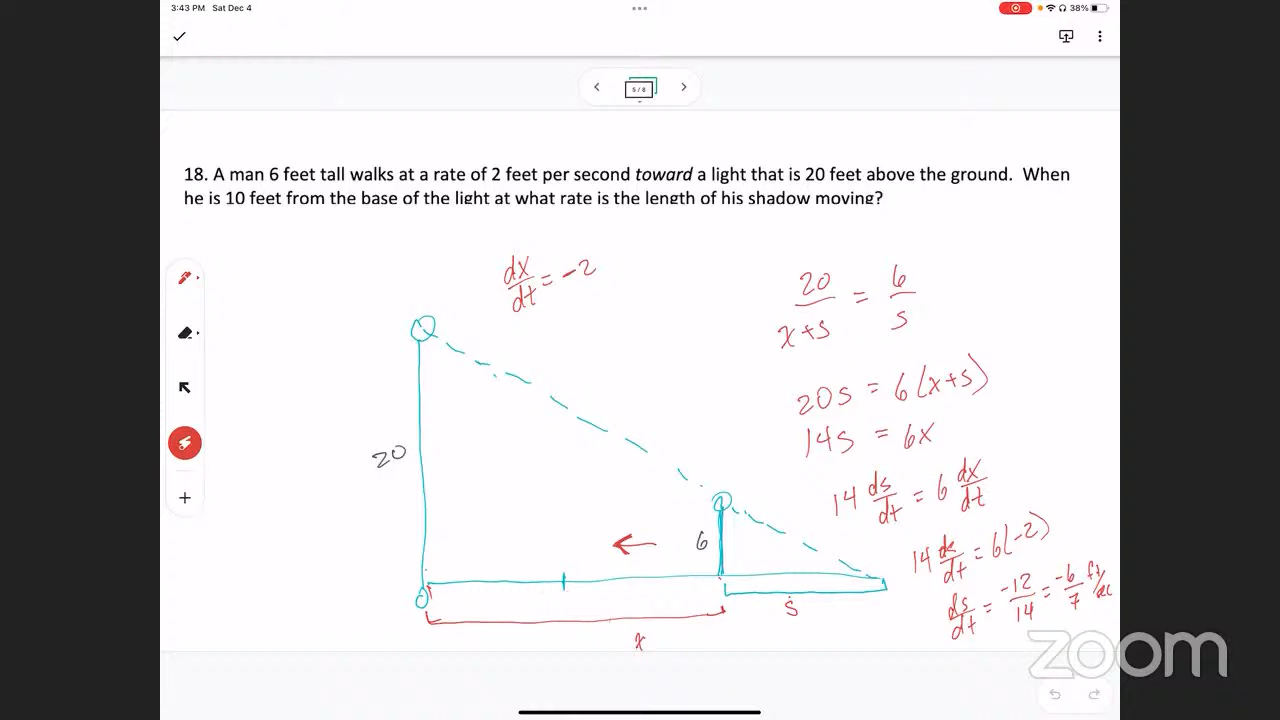 3:43 PM Sat Dec 4
38%
5 / 8
18. A man 6 feet tall walks at a rate of 2 feet per second toward a light that is 20 feet above the ground. When
he is 10 feet from the base of the light at what rate is the length of his shadow moving?
dx/dt = -2
20/(x+s) = 6/s
20s = 6(x+s)
14s = 6x
14 ds/dt = 6 dx/dt
14 ds/dt = 6(-2)
ds/dt = -12/14 = -6/7 ft/sec
20
6
s
x
zoom